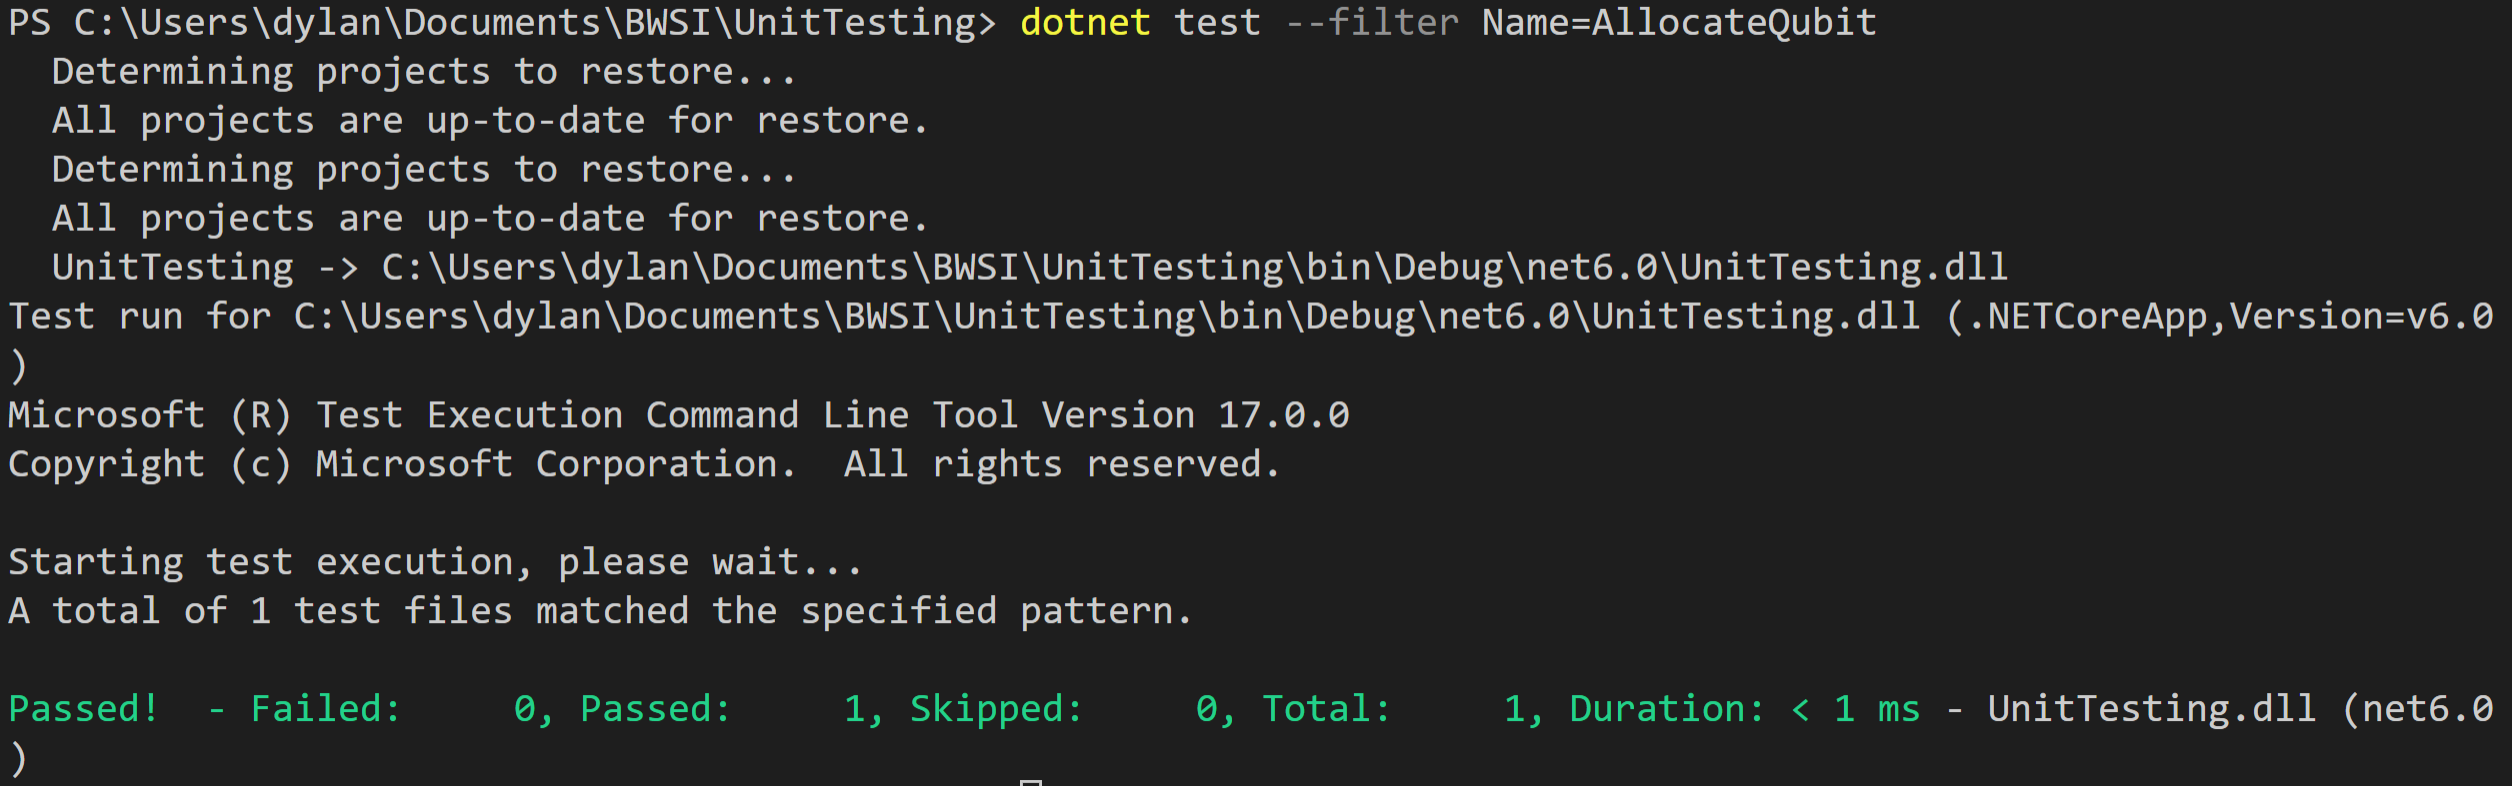 PS C:\Users\dylan\Documents\BWSI\UnitTesting> dotnet test --filter Name=AllocateQubit
  Determining projects to restore...
  All projects are up-to-date for restore.
  Determining projects to restore...
  All projects are up-to-date for restore.
  UnitTesting -> C:\Users\dylan\Documents\BWSI\UnitTesting\bin\Debug\net6.0\UnitTesting.dll
Test run for C:\Users\dylan\Documents\BWSI\UnitTesting\bin\Debug\net6.0\UnitTesting.dll (.NETCoreApp,Version=v6.0
)
Microsoft (R) Test Execution Command Line Tool Version 17.0.0
Copyright (c) Microsoft Corporation.  All rights reserved.

Starting test execution, please wait...
A total of 1 test files matched the specified pattern.

Passed!  - Failed:     0, Passed:     1, Skipped:     0, Total:     1, Duration: < 1 ms - UnitTesting.dll (net6.0
)